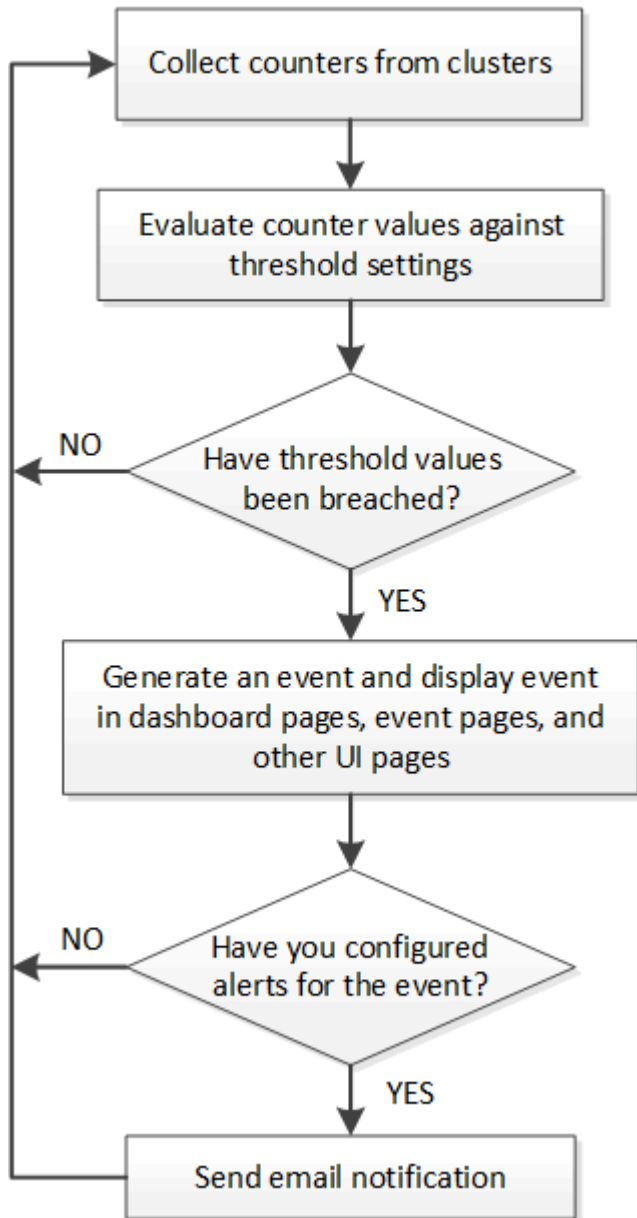 Collect counters from clusters
Evaluate counter values against
threshold settings
NO
Have threshold values
been breached?
YES
Generate an event and display event
in dashboard pages, event pages, and
other UI pages
NO
Have you configured
alerts for the event?
YES
Send email notification